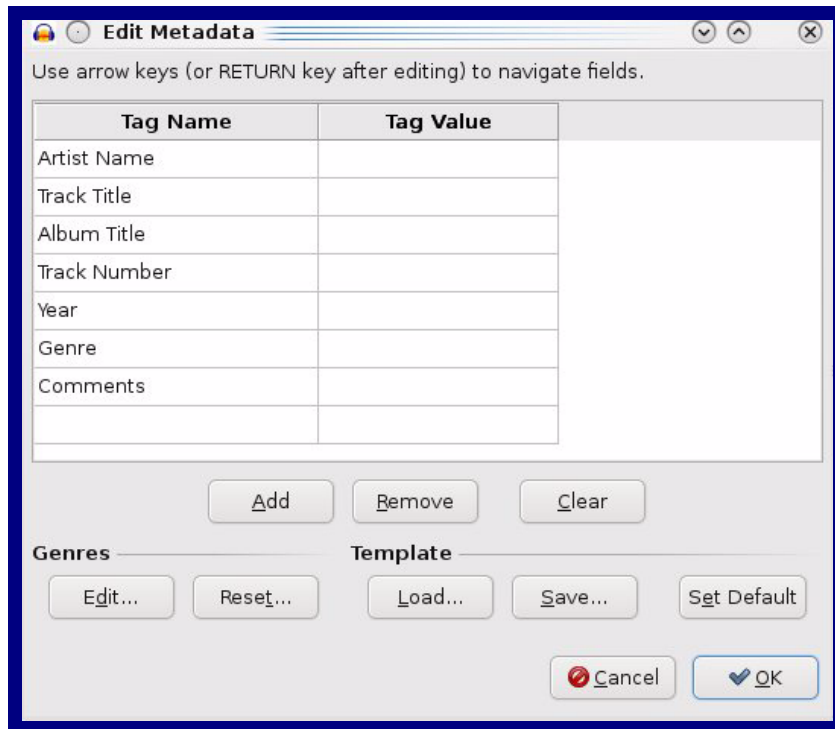 Edit Metadata
Use arrow keys (or RETURN key after editing) to navigate fields.
Tag Name Tag Value
Artist Name
Track Title
Album Title
Track Number
Year
Genre
Comments
Add Remove Clear
Genres Template
Edit... Reset... Load... Save... Set Default
Cancel OK